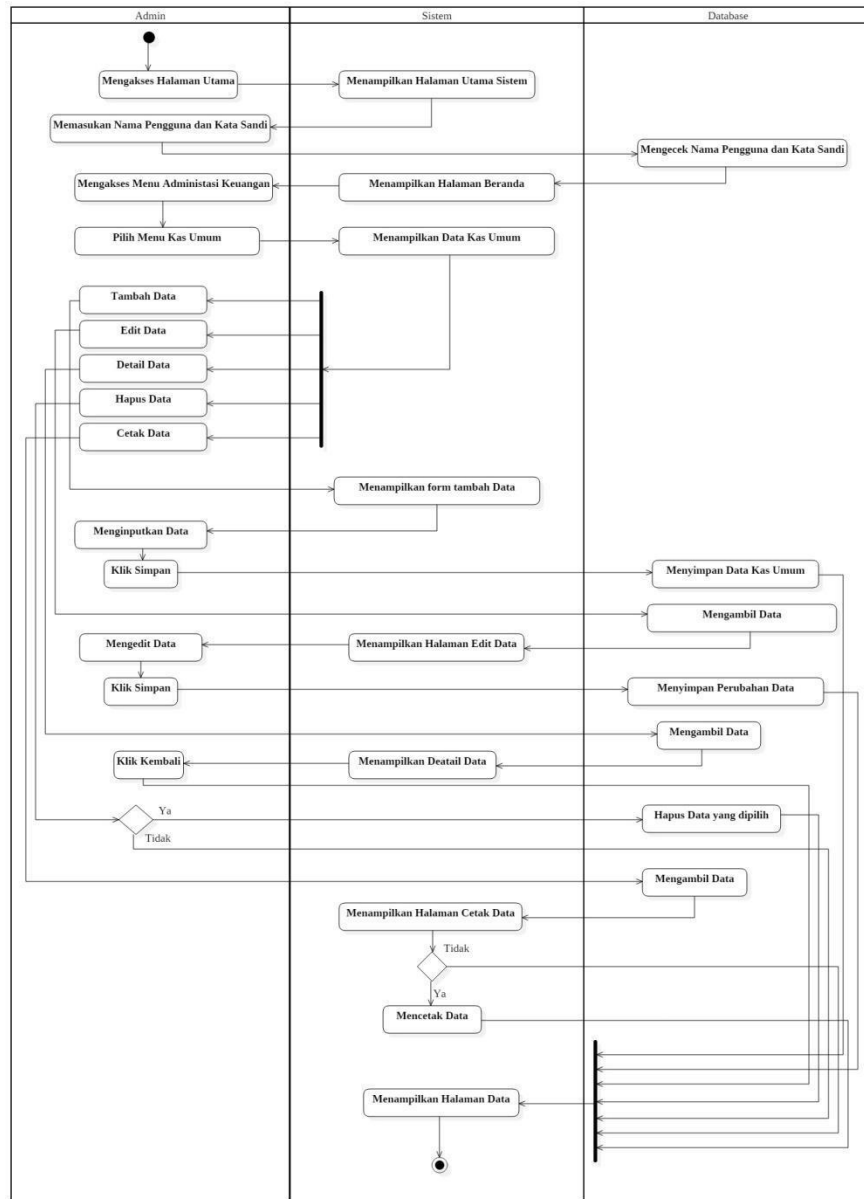 Admin
Sistem
Database
Mengakses Halaman Utama
Menampilkan Halaman Utama Sistem
Memasukan Nama Pengguna dan Kata Sandi
Mengecek Nama Pengguna dan Kata Sandi
Mengakses Menu Administasi Keuangan
Menampilkan Halaman Beranda
Pilih Menu Kas Umum
Menampilkan Data Kas Umum
Tambah Data
Edit Data
Detail Data
Hapus Data
Cetak Data
Menampilkan form tambah Data
Menginputkan Data
Klik Simpan
Menyimpan Data Kas Umum
Mengambil Data
Mengedit Data
Menampilkan Halaman Edit Data
Klik Simpan
Menyimpan Perubahan Data
Mengambil Data
Klik Kembali
Menampilkan Deatail Data
Ya
Hapus Data yang dipilih
Tidak
Mengambil Data
Menampilkan Halaman Cetak Data
Tidak
Ya
Mencetak Data
Menampilkan Halaman Data